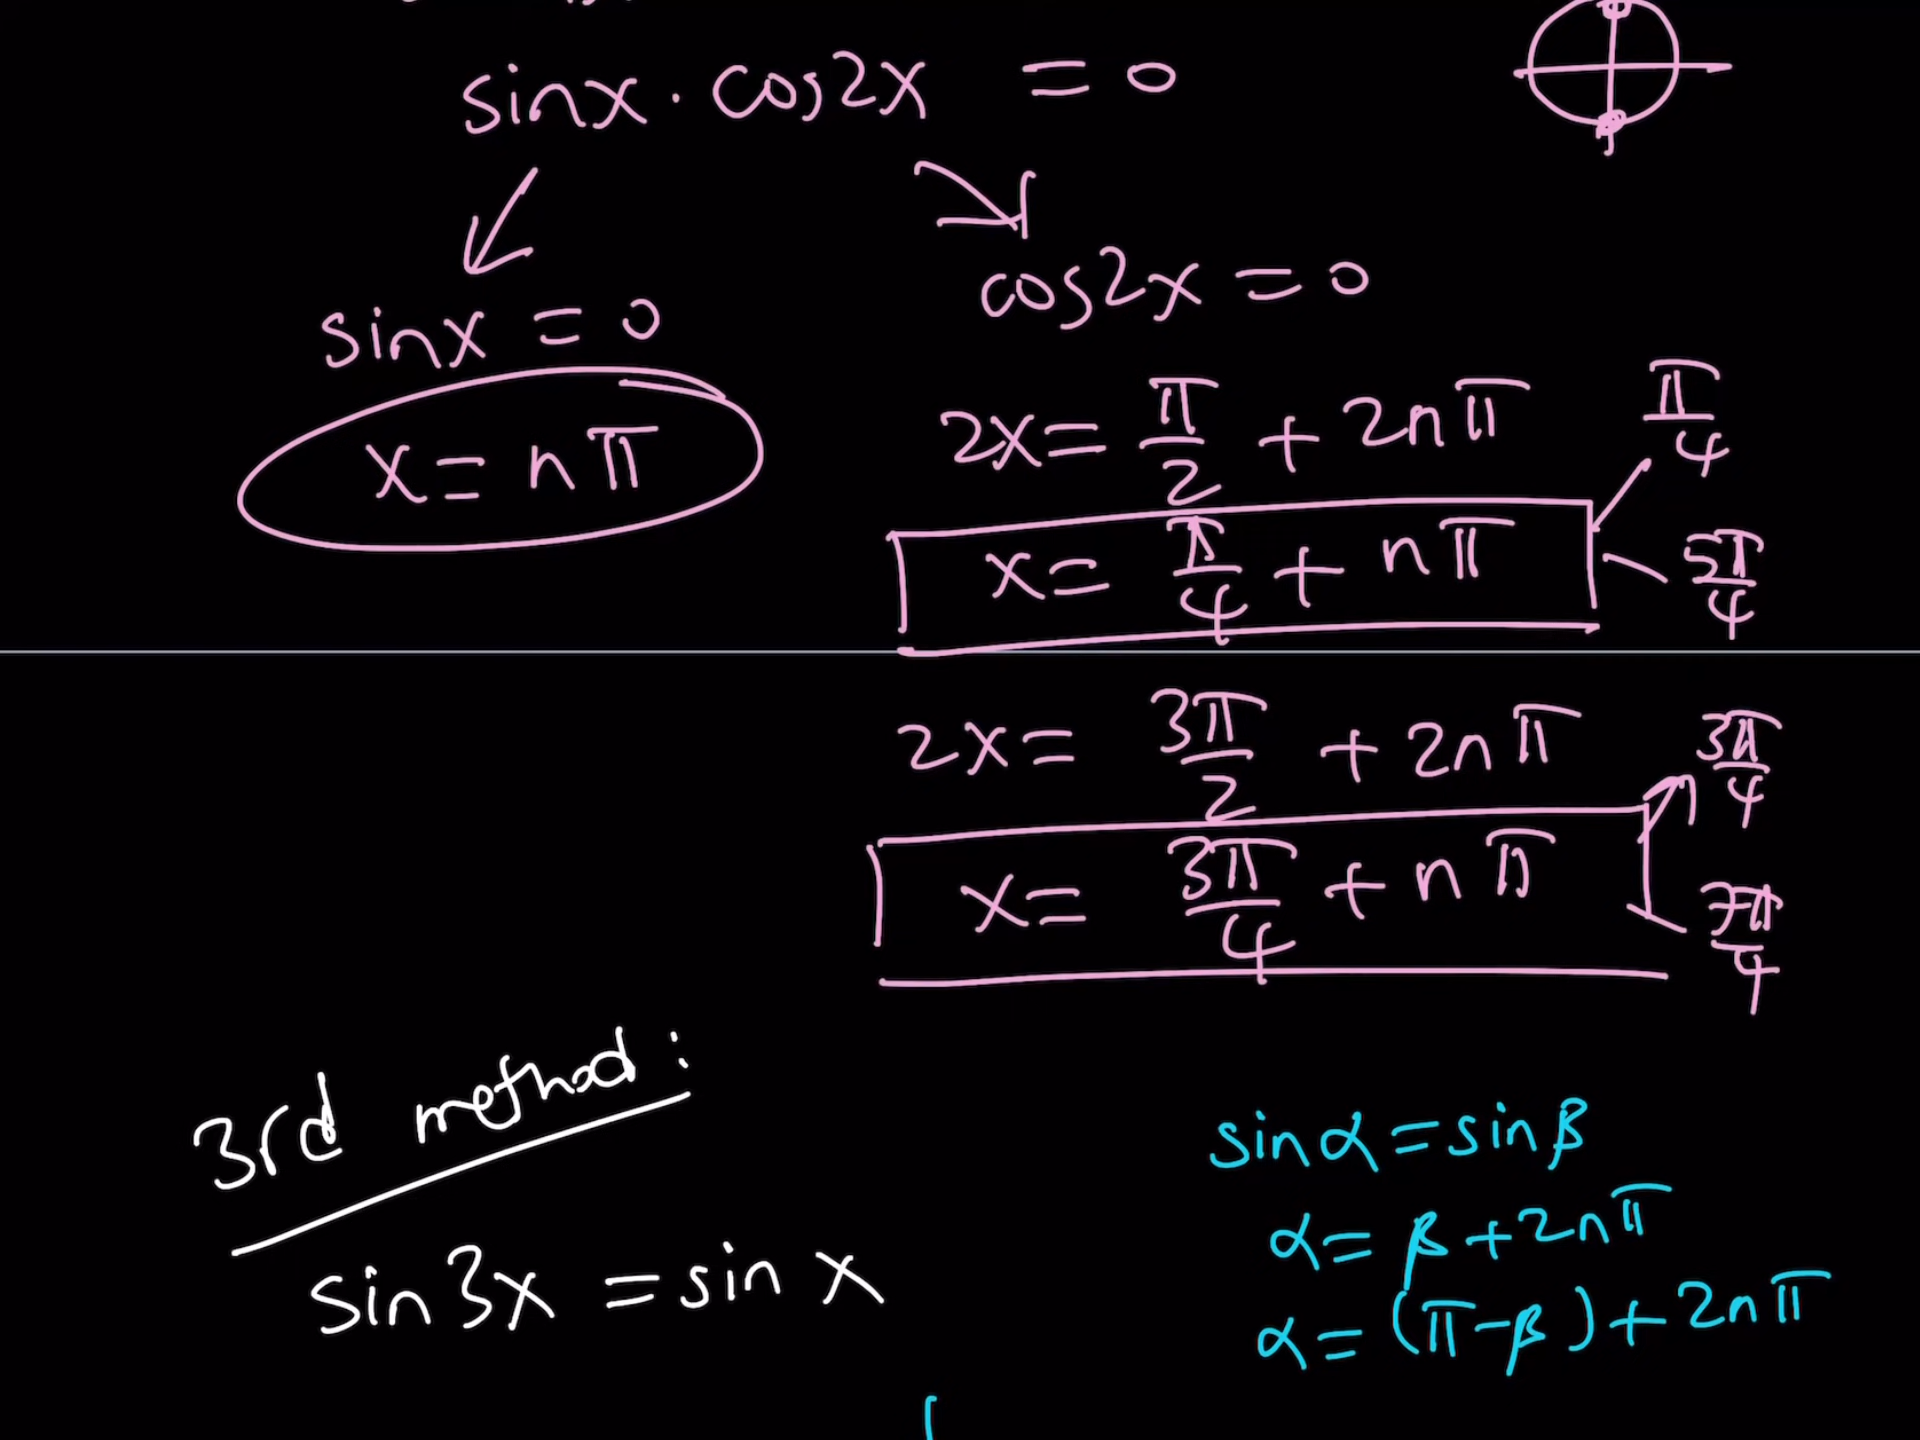 sinx · cos2x = 0
sinx = 0
x = nπ
cos2x = 0
2x = π/2 + 2nπ
x = π/4 + nπ
π/4
5π/4
2x = 3π/2 + 2nπ
x = 3π/4 + nπ
3π/4
7π/4
3rd method:
sin3x = sin x
sinα = sinβ
α = β + 2nπ
α = (π-β) + 2nπ